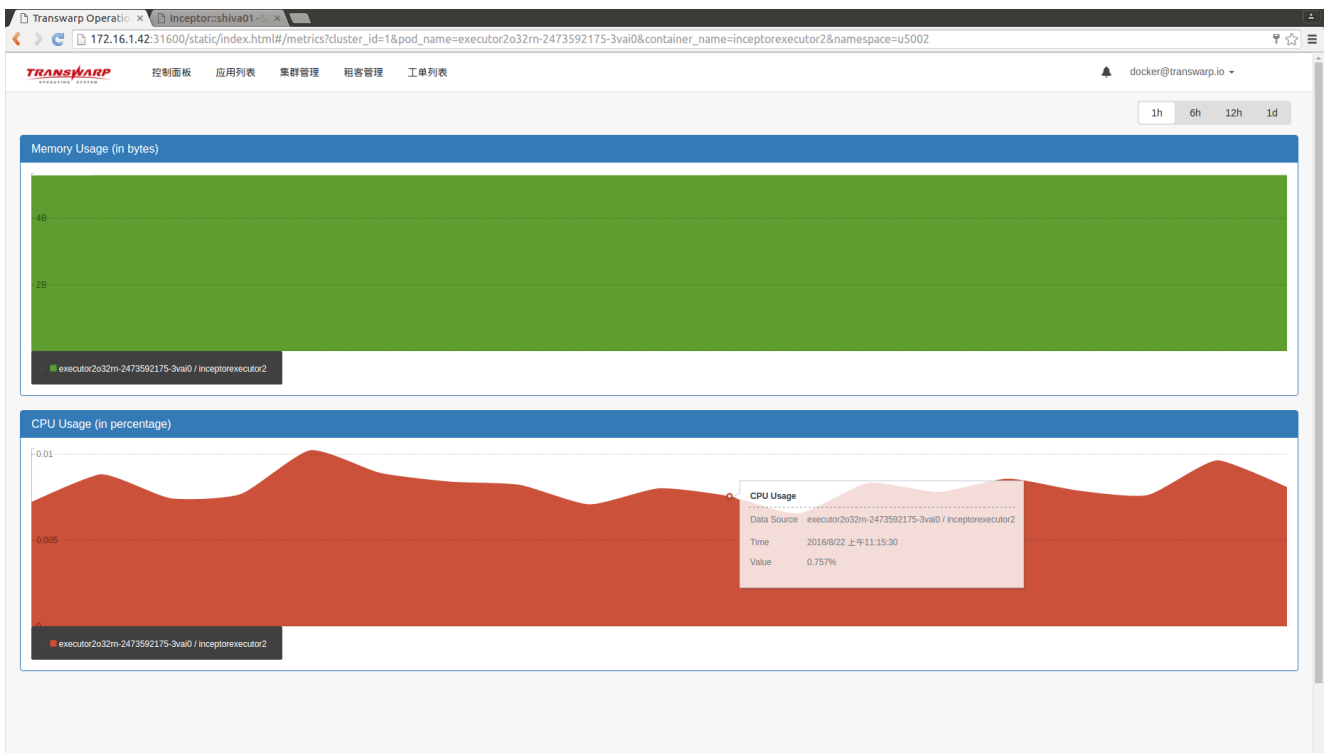 Transwarp Operatio
Inceptor::shiva01 - S
172.16.1.42:31600/static/index.html#/metrics?cluster_id=1&pod_name=executor2o32rn-2473592175-3vai0&container_name=inceptorexecutor2&namespace=u5002
TRANSWARP 控制面板 应用列表 集群管理 租客管理 工单列表 docker@transwarp.io
OPERATING SYSTEM
1h 6h 12h 1d
Memory Usage (in bytes)
4B
2B
executor2o32rn-2473592175-3vai0 / inceptorexecutor2
CPU Usage (in percentage)
0.01
CPU Usage
Data Source executor2o32rn-2473592175-3vai0 / inceptorexecutor2
0.005
Time 2016/8/22 上午11:15:30
Value 0.757%
0
executor2o32rn-2473592175-3vai0 / inceptorexecutor2